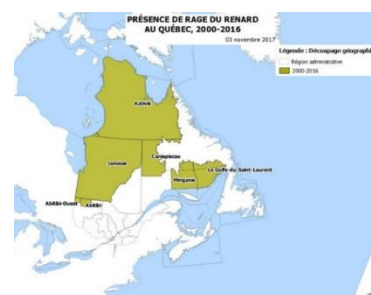 PRÉSENCE DE RAGE DU RENARD
AU QUÉBEC, 2000-2016
03 novembre 2017
Légende : Découpage géographi
Région administrative
2000-2016
Kativik
Jamésie
Caniapiscau
Le Golfe-du-Saint-Laurent
Minganie
Abitibi-Ouest
Abitibi